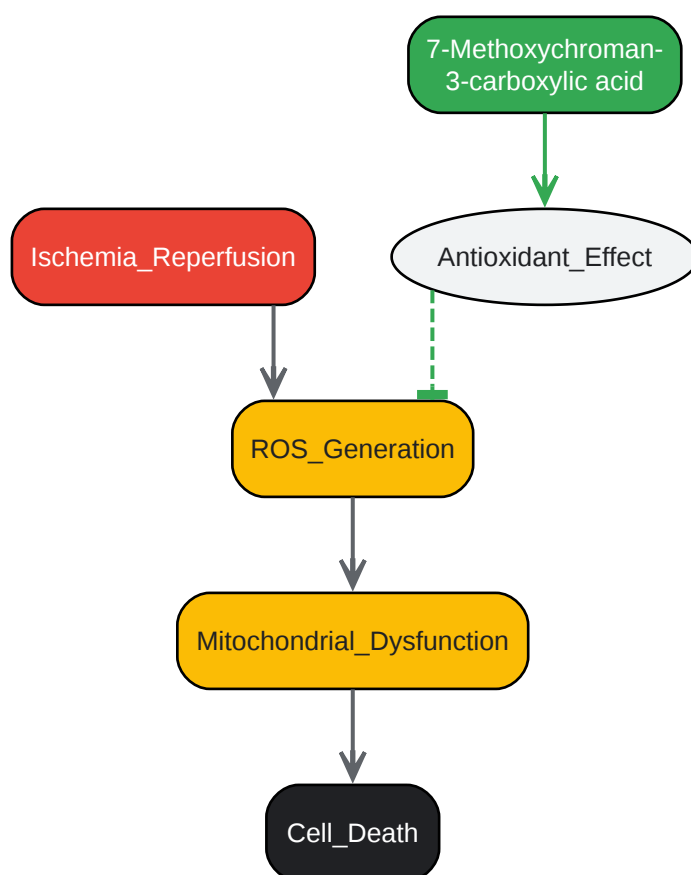 7-Methoxychroman-
3-carboxylic acid
Ischemia_Reperfusion
Antioxidant_Effect
ROS_Generation
Mitochondrial_Dysfunction
Cell_Death